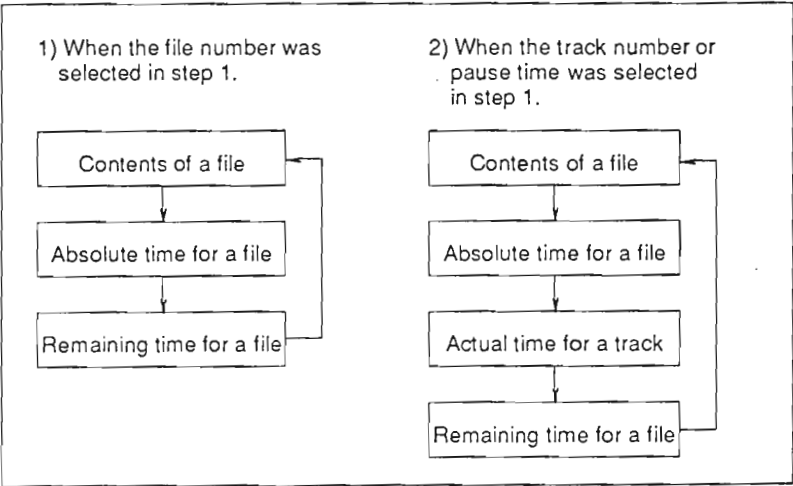 1) When the file number was
selected in step 1.
Contents of a file
Absolute time for a file
Remaining time for a file
2) When the track number or
pause time was selected
in step 1.
Contents of a file
Absolute time for a file
Actual time for a track
Remaining time for a file